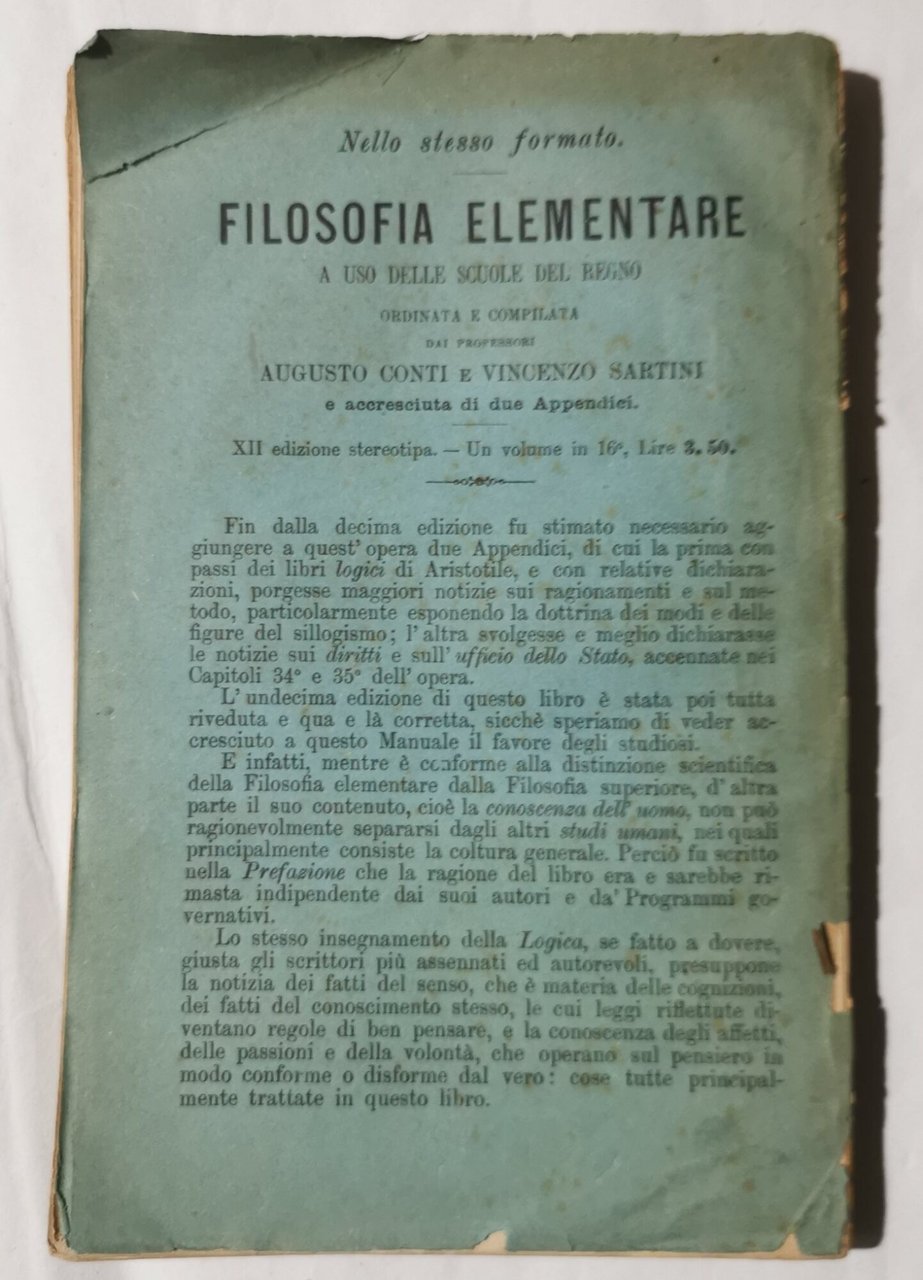 Nello stesso formato.
FILOSOFIA ELEMENTARE
A USO DELLE SCUOLE DEL REGNO
ORDINATA E COMPILATA
DAI PROFESSORI
AUGUSTO CONTI E VINCENZO SARTINI
e accresciuta di due Appendici.
XII edizione stereotipa. — Un volume in 16°, Lire 3. 50.
Fin dalla decima edizione fu stimato necessario ag-
giungere a quest' opera due Appendici, di cui la prima con
passi dei libri logici di Aristotile, e con relative dichiara-
zioni, porgesse maggiori notizie sui ragionamenti e sul me-
todo, particolarmente esponendo la dottrina dei modi e delle
figure del sillogismo; l'altra svolgesse e meglio dichiarasse
le notizie sui diritti e sull' ufficio dello Stato, accennate nei
Capitoli 34° e 35° dell' opera.
L' undecima edizione di questo libro è stata poi tutta
riveduta e qua e là corretta, sicchè speriamo di veder ac-
cresciuto a questo Manuale il favore degli studiosi.
E infatti, mentre è conforme alla distinzione scientifica
della Filosofia elementare dalla Filosofia superiore, d' altra
parte il suo contenuto, cioè la conoscenza dell' uomo, non può
ragionevolmente separarsi dagli altri studi umani, nei quali
principalmente consiste la coltura generale. Perciò fu scritto
nella Prefazione che la ragione del libro era e sarebbe ri-
masta indipendente dai suoi autori e da' Programmi go-
vernativi.
Lo stesso insegnamento della Logica, se fatto a dovere,
giusta gli scrittori più assennati ed autorevoli, presuppone
la notizia dei fatti del senso, che è materia delle cognizioni,
dei fatti del conoscimento stesso, le cui leggi riflettute di-
ventano regole di ben pensare, e la conoscenza degli affetti,
delle passioni e della volontà, che operano sul pensiero in
modo conforme o disforme dal vero: cose tutte principal-
mente trattate in questo libro.